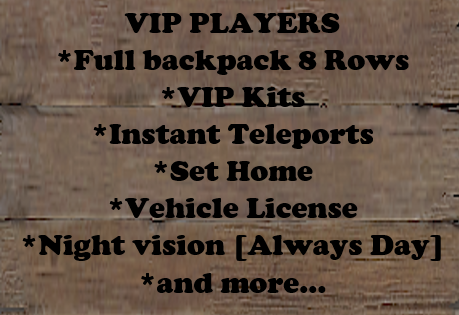 VIP PLAYERS
*Full backpack 8 Rows
*VIP Kits
*Instant Teleports
*Set Home
*Vehicle License
*Night vision [Always Day]
*and more...